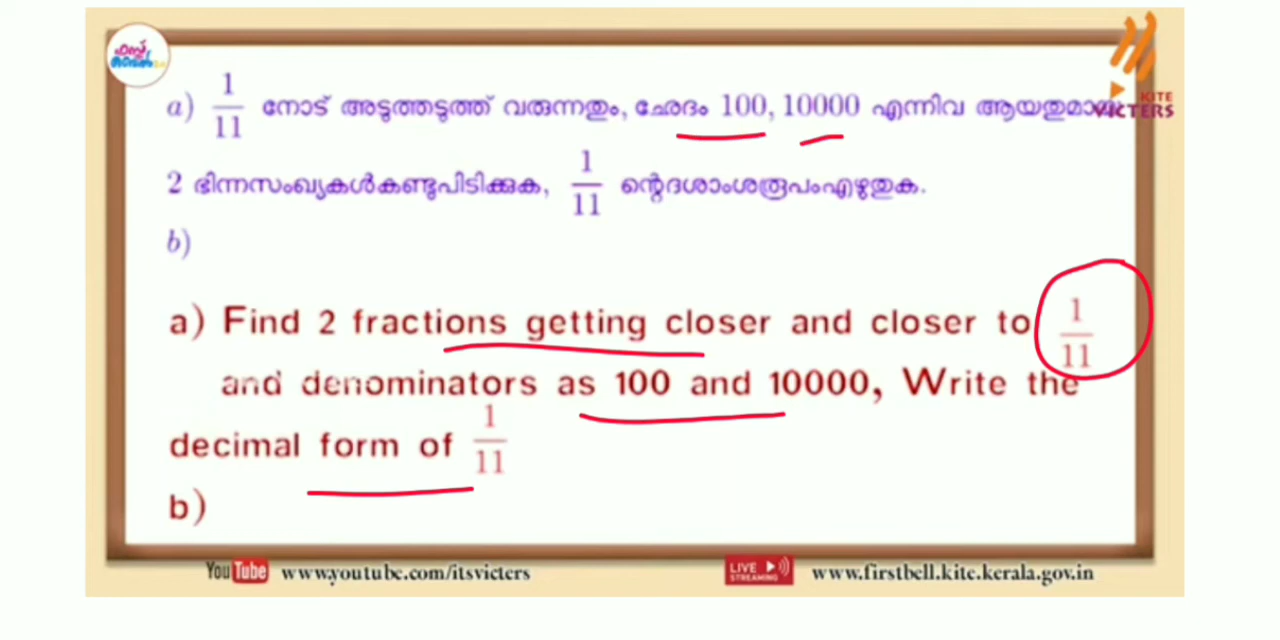 ഫസ്റ്റ്
a) 1/11 നോട് അടുത്തടുത്ത് വരുന്നതും, ഛേദം 100, 10000 എന്നിവ ആയതുമായ
KITE
VICTERS
2 ഭിന്നസംഖ്യകൾകണ്ടുപിടിക്കുക, 1/11 ന്റെദശാംശരൂപംഎഴുതുക.
b)
a) Find 2 fractions getting closer and closer to 1/11
and denominators as 100 and 10000, Write the
decimal form of 1/11
b)
YouTube www.youtube.com/itsvicters
LIVE STREAMING www.firstbell.kite.kerala.gov.in